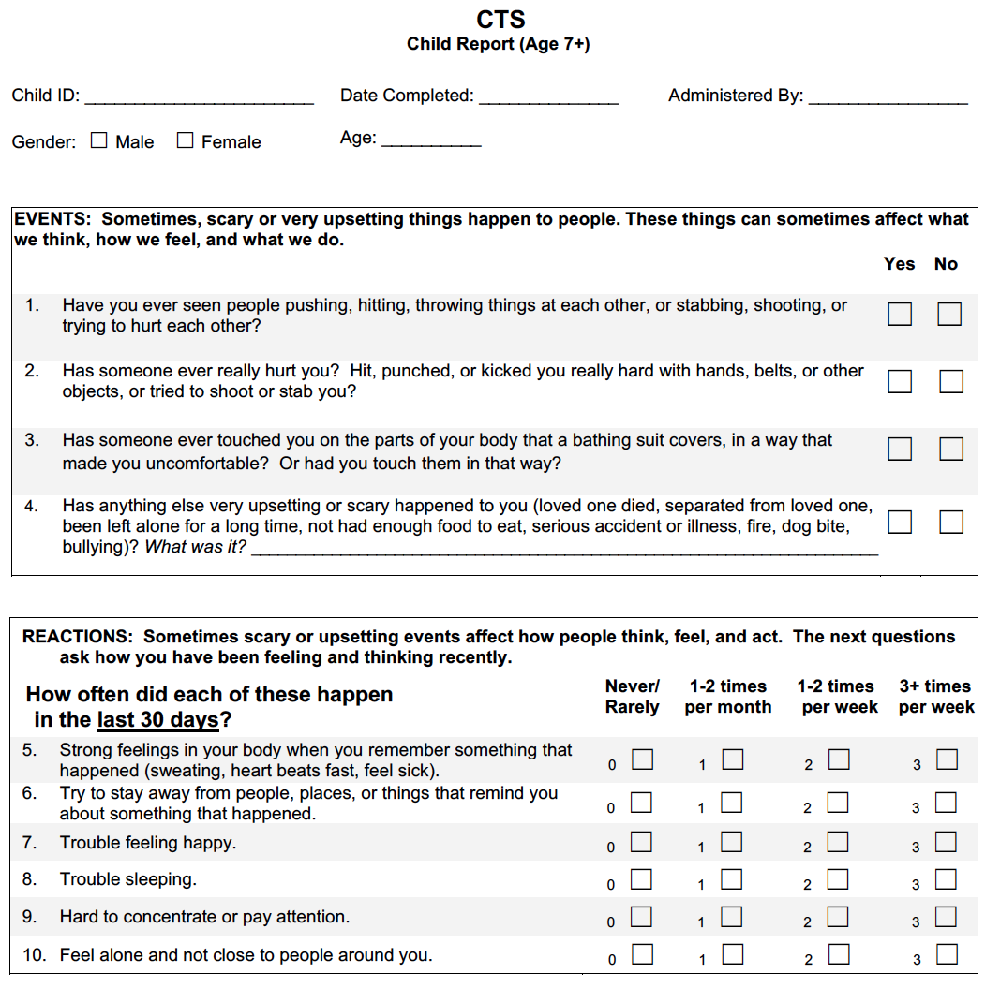 CTS
Child Report (Age 7+)
Child ID: _______________________ Date Completed: ______________ Administered By: ________________
Gender: ☐ Male ☐ Female Age: __________
EVENTS: Sometimes, scary or very upsetting things happen to people. These things can sometimes affect what
we think, how we feel, and what we do.
Yes No
1. Have you ever seen people pushing, hitting, throwing things at each other, or stabbing, shooting, or
trying to hurt each other? ☐ ☐
2. Has someone ever really hurt you? Hit, punched, or kicked you really hard with hands, belts, or other
objects, or tried to shoot or stab you? ☐ ☐
3. Has someone ever touched you on the parts of your body that a bathing suit covers, in a way that
made you uncomfortable? Or had you touch them in that way? ☐ ☐
4. Has anything else very upsetting or scary happened to you (loved one died, separated from loved one,
been left alone for a long time, not had enough food to eat, serious accident or illness, fire, dog bite,
bullying)? What was it? ________________________________________________ ☐ ☐
REACTIONS: Sometimes scary or upsetting events affect how people think, feel, and act. The next questions
ask how you have been feeling and thinking recently.
How often did each of these happen
in the last 30 days?
Never/ 1-2 times 1-2 times 3+ times
Rarely per month per week per week
5. Strong feelings in your body when you remember something that
happened (sweating, heart beats fast, feel sick). 0 ☐ 1 ☐ 2 ☐ 3 ☐
6. Try to stay away from people, places, or things that remind you
about something that happened. 0 ☐ 1 ☐ 2 ☐ 3 ☐
7. Trouble feeling happy. 0 ☐ 1 ☐ 2 ☐ 3 ☐
8. Trouble sleeping. 0 ☐ 1 ☐ 2 ☐ 3 ☐
9. Hard to concentrate or pay attention. 0 ☐ 1 ☐ 2 ☐ 3 ☐
10. Feel alone and not close to people around you. 0 ☐ 1 ☐ 2 ☐ 3 ☐